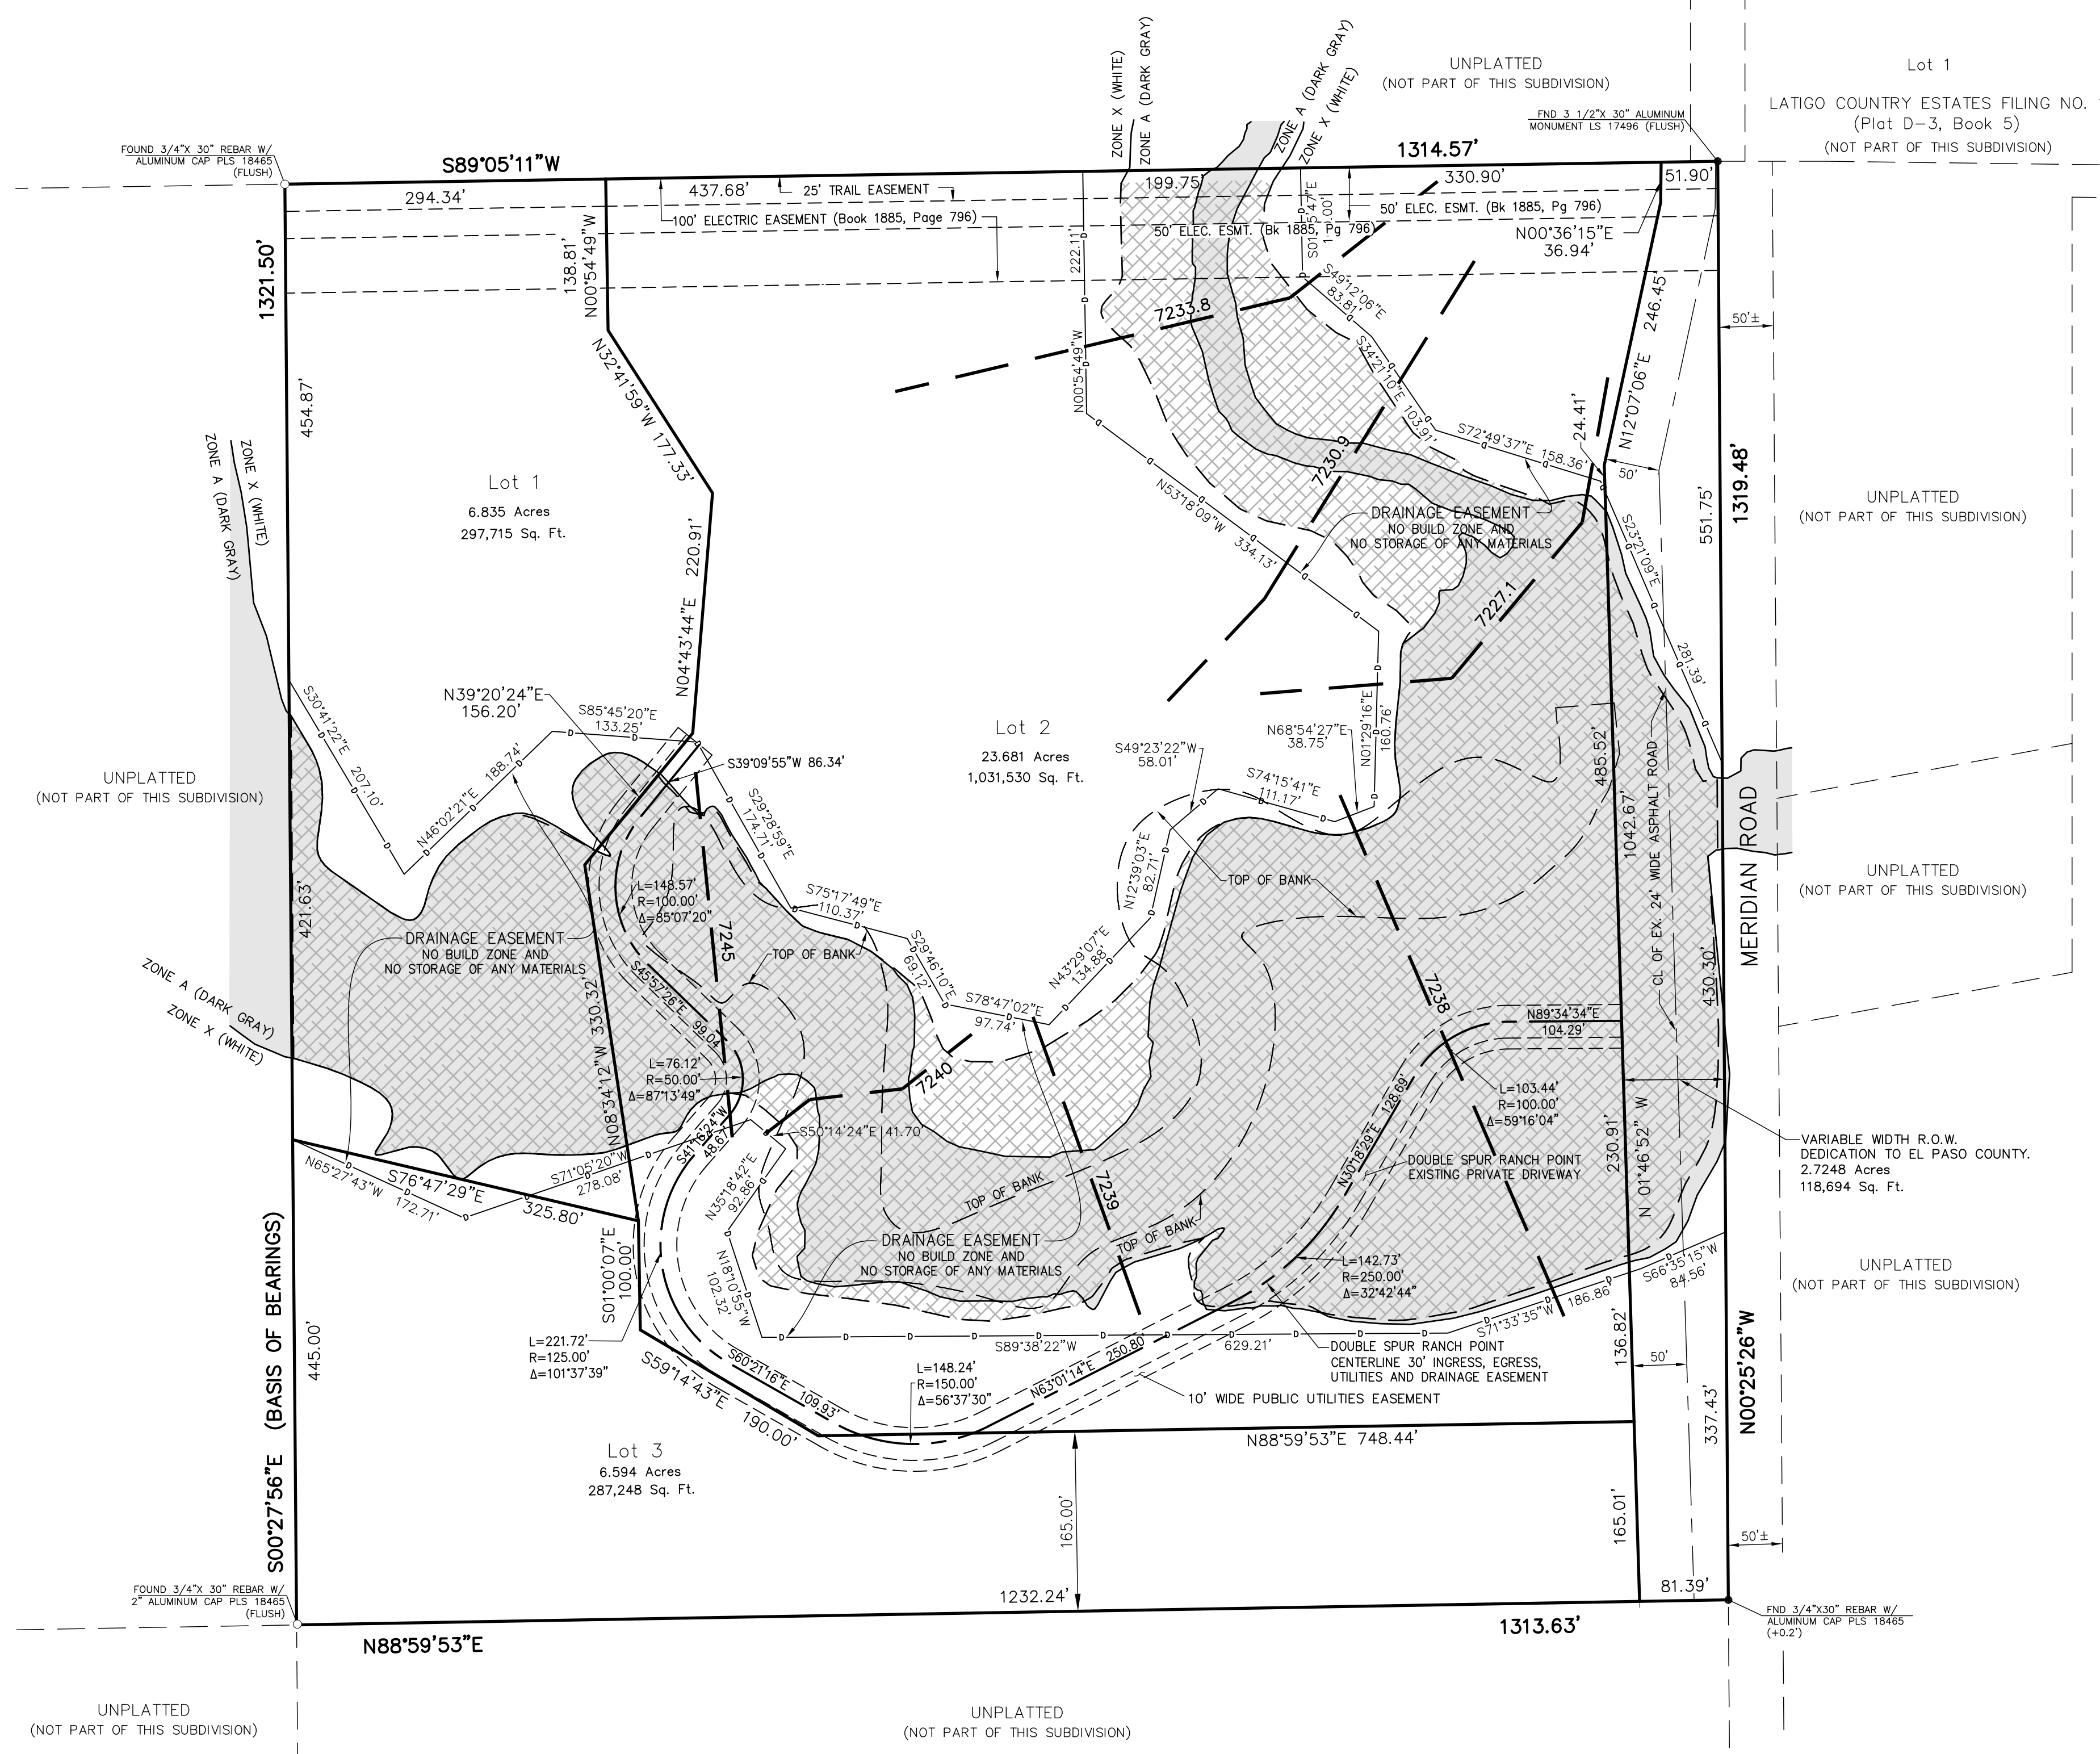 UNPLATTED
(NOT PART OF THIS SUBDIVISION)
Lot 1
LATIGO COUNTRY ESTATES FILING NO.
(Plat D-3, Book 5)
(NOT PART OF THIS SUBDIVISION)
FND 3 1/2"X 30" ALUMINUM
MONUMENT LS 17496 (FLUSH)
ZONE X (WHITE)
ZONE A (DARK GRAY)
ZONE A (DARK GRAY)
ZONE X (WHITE)
FOUND 3/4"X 30" REBAR W/
ALUMINUM CAP PLS 18465
(FLUSH)
S89°05'11"W
1314.57'
294.34'
437.68'
25' TRAIL EASEMENT
199.75'
330.90'
51.90'
100' ELECTRIC EASEMENT (Book 1885, Page 796)
50' ELEC. ESMT. (Bk 1885, Pg 796)
50' ELEC. ESMT. (Bk 1885, Pg 796)
N00°36'15"E
36.94'
1321.50'
138.81'
N00°54'49"W
222.11'
N00°54'49"W
S49°12'06"E
83.81'
7233.8
246.45'
N12°07'06"E
50'±
N32°41'59"W 177.33'
S34°21'10"E 103.91'
454.87'
24.41'
S72°49'37"E 158.36'
50'
7230.9
1319.48'
551.75'
ZONE X (WHITE)
ZONE A (DARK GRAY)
Lot 1
6.835 Acres
297,715 Sq. Ft.
N53°18'09"W 334.13'
DRAINAGE EASEMENT
NO BUILD ZONE AND
NO STORAGE OF ANY MATERIALS
UNPLATTED
(NOT PART OF THIS SUBDIVISION)
N04°43'44"E 220.91'
7227.1
S23°21'09"E
281.39'
N39°20'24"E
156.20'
S85°45'20"E
133.25'
S30°41'22"E 207.10'
188.74'
N46°02'21"E
S39°09'55"W 86.34'
Lot 2
23.681 Acres
1,031,530 Sq. Ft.
S49°23'22"W
58.01'
N68°54'27"E
38.75'
N01°29'16"E
160.76'
S74°15'41"E
111.17'
485.52'
1042.67'
CL OF EX. 24' WIDE ASPHALT ROAD
MERIDIAN ROAD
UNPLATTED
(NOT PART OF THIS SUBDIVISION)
S29°28'59"E
174.71'
N12°39'03"E
82.71'
TOP OF BANK
UNPLATTED
(NOT PART OF THIS SUBDIVISION)
L=148.57'
R=100.00'
Δ=85°07'20"
S75°17'49"E
110.37'
421.63'
DRAINAGE EASEMENT
NO BUILD ZONE AND
NO STORAGE OF ANY MATERIALS
7245
TOP OF BANK
S29°46'10"E
69.12'
N43°29'07"E
134.88'
7238
430.30'
S45°57'26"E 99.04'
S78°47'02"E
97.74'
N89°34'34"E
104.29'
ZONE A (DARK GRAY)
ZONE X (WHITE)
N08°34'12"W 330.32'
L=76.12'
R=50.00'
Δ=87°13'49"
7240
N30°18'29"E 128.69'
L=103.44'
R=100.00'
Δ=59°16'04"
S50°14'24"E 41.70'
230.91'
N 01°46'52" W
VARIABLE WIDTH R.O.W.
DEDICATION TO EL PASO COUNTY.
2.7248 Acres
118,694 Sq. Ft.
DOUBLE SPUR RANCH POINT
EXISTING PRIVATE DRIVEWAY
N65°27'43"W 172.71'
S76°47'29"E 325.80'
S71°05'20"W
278.08'
N35°18'42"E
92.86'
TOP OF BANK
7239
TOP OF BANK
S01°00'07"E
100.00'
DRAINAGE EASEMENT
NO BUILD ZONE AND
NO STORAGE OF ANY MATERIALS
N18°10'55"W
102.32'
L=142.73'
R=250.00'
Δ=32°42'44"
S66°35'15"W
84.56'
186.86'
S71°33'35"W
UNPLATTED
(NOT PART OF THIS SUBDIVISION)
S00°27'56"E (BASIS OF BEARINGS)
445.00'
L=221.72'
R=125.00'
Δ=101°37'39"
S89°38'22"W
629.21'
136.82'
50'
DOUBLE SPUR RANCH POINT
CENTERLINE 30' INGRESS, EGRESS,
UTILITIES AND DRAINAGE EASEMENT
S60°21'16"E 109.93'
S59°14'43"E 190.00'
L=148.24'
R=150.00'
Δ=56°37'30"
N63°01'14"E 250.80'
10' WIDE PUBLIC UTILITIES EASEMENT
337.43'
N00°25'26"W
N88°59'53"E 748.44'
Lot 3
6.594 Acres
287,248 Sq. Ft.
165.00'
165.01'
50'±
FOUND 3/4"X 30" REBAR W/
2" ALUMINUM CAP PLS 18465
(FLUSH)
1232.24'
81.39'
FND 3/4"X30" REBAR W/
ALUMINUM CAP PLS 18465
(+0.2')
N88°59'53"E
1313.63'
UNPLATTED
(NOT PART OF THIS SUBDIVISION)
UNPLATTED
(NOT PART OF THIS SUBDIVISION)